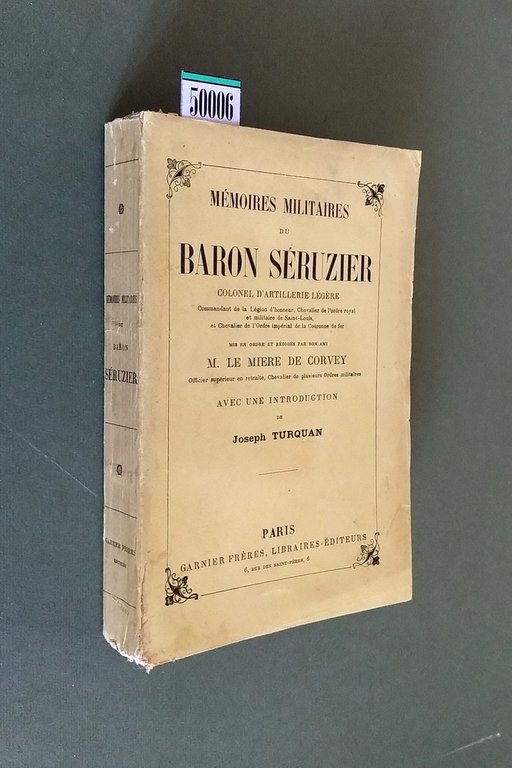 50006
MÉMOIRES MILITAIRES
DU
BARON SÉRUZIER
COLONEL D'ARTILLERIE LÉGÈRE
Commandant de la Légion d'honneur, Chevalier de l'ordre royal
et militaire de Saint-Louis,
et Chevalier de l'Ordre impérial de la Couronne de fer
MIS EN ORDRE ET RÉDIGÉS PAR SON AMI
M. LE MIERE DE CORVEY
Officier supérieur en retraite, Chevalier de plusieurs Ordres militaires
AVEC UNE INTRODUCTION
DE
Joseph TURQUAN
PARIS
GARNIER FRÈRES, LIBRAIRES-ÉDITEURS
6, RUE DES SAINTS-PÈRES, 6
MÉMOIRES MILITAIRES
DU
BARON
SÉRUZIER
GARNIER FRÈRES
ÉDITEURS